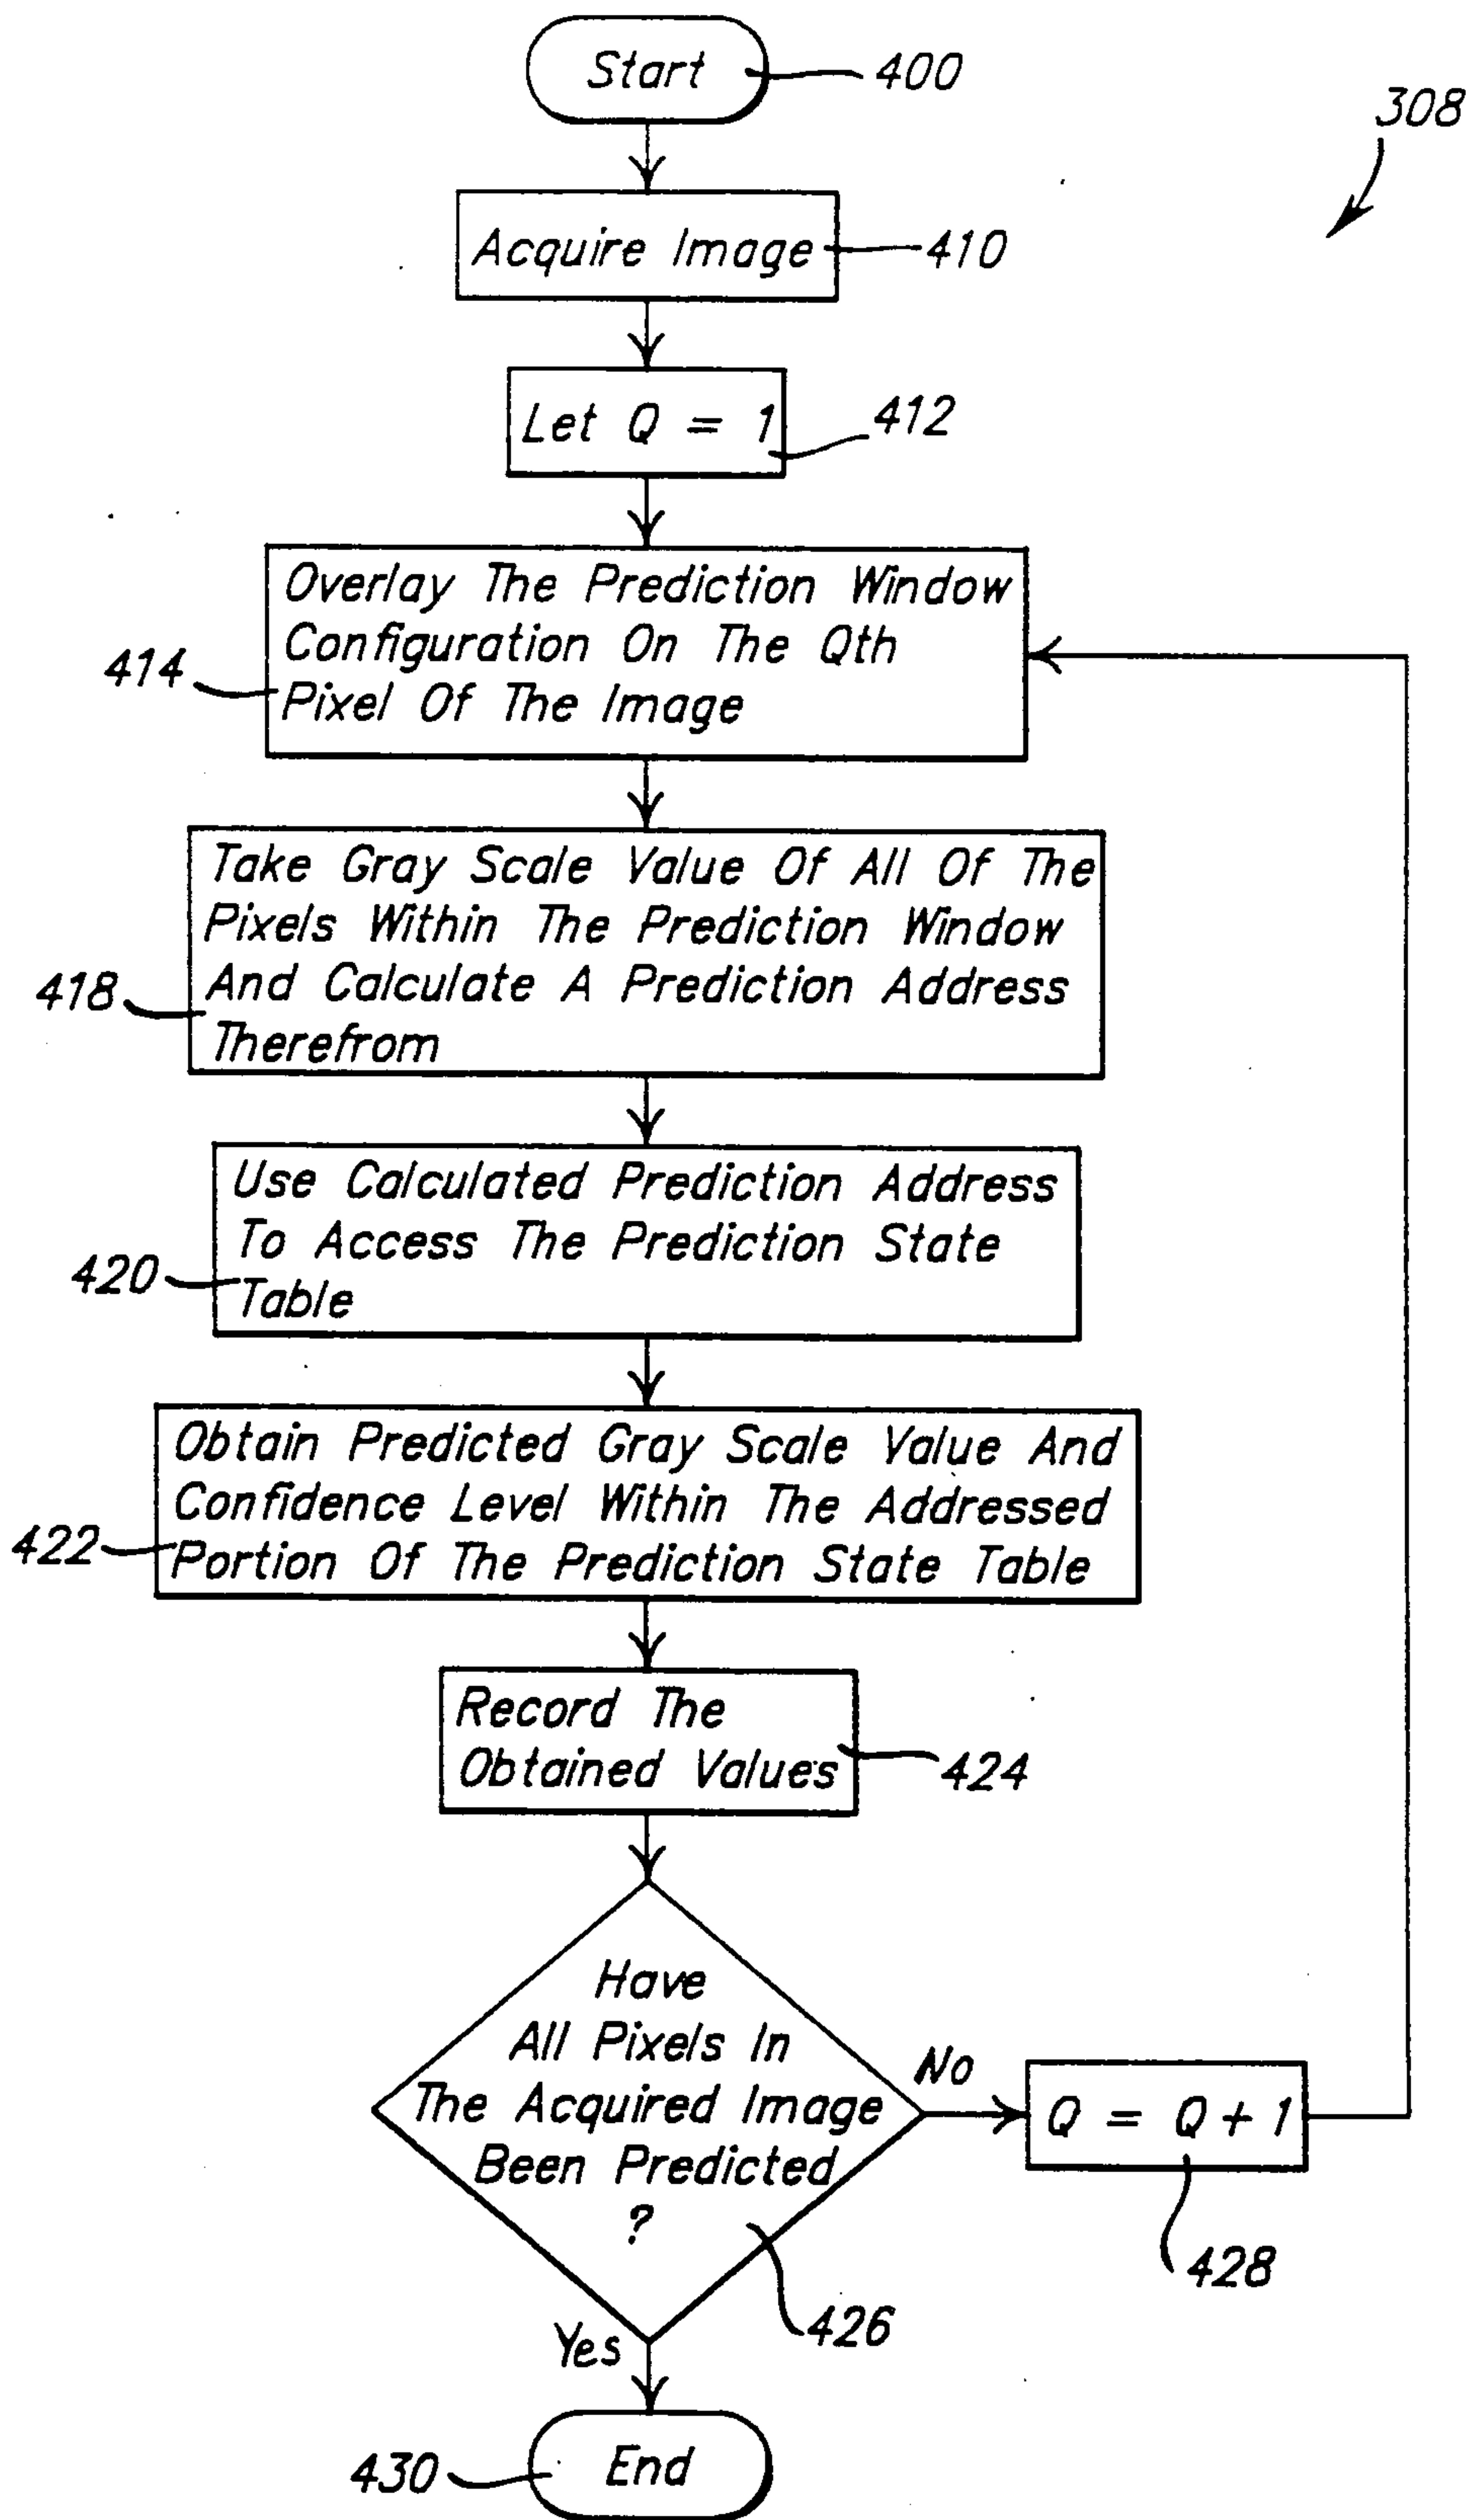 Start
400
308
Acquire Image
410
Let Q = 1
412
Overlay The Prediction Window
Configuration On The Qth
Pixel Of The Image
414
Take Gray Scale Value Of All Of The
Pixels Within The Prediction Window
And Calculate A Prediction Address
Therefrom
418
Use Calculated Prediction Address
To Access The Prediction State
Table
420
Obtain Predicted Gray Scale Value And
Confidence Level Within The Addressed
Portion Of The Prediction State Table
422
Record The
Obtained Values
424
Have
All Pixels In
The Acquired Image
Been Predicted
?
426
No
Q = Q + 1
428
Yes
End
430